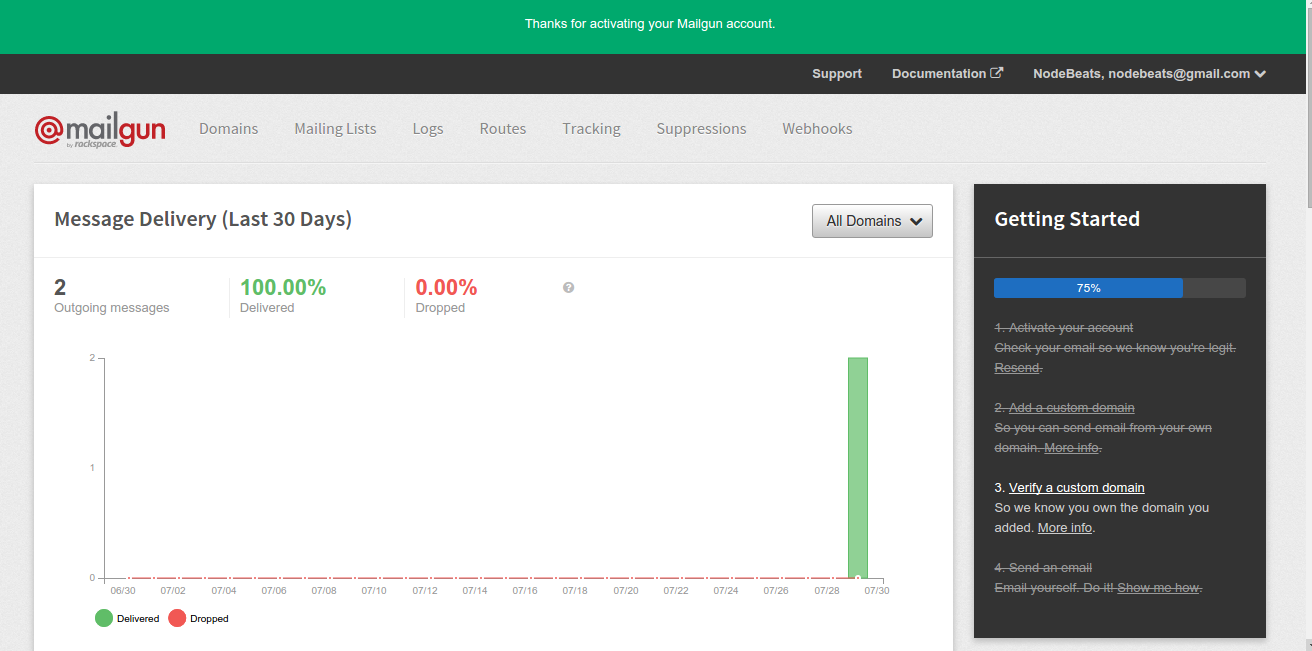 Thanks for activating your Mailgun account.
Support Documentation NodeBeats, nodebeats@gmail.com
@mailgun
by rackspace
Domains Mailing Lists Logs Routes Tracking Suppressions Webhooks
Message Delivery (Last 30 Days)
All Domains
2
Outgoing messages
100.00%
Delivered
0.00%
Dropped
?
2
1
0
06/30 07/02 07/04 07/06 07/08 07/10 07/12 07/14 07/16 07/18 07/20 07/22 07/24 07/26 07/28 07/30
Delivered Dropped
Getting Started
75%
1. Activate your account
Check your email so we know you're legit.
Resend.
2. Add a custom domain
So you can send email from your own
domain. More info.
3. Verify a custom domain
So we know you own the domain you
added. More info.
4. Send an email
Email yourself. Do it! Show me how.